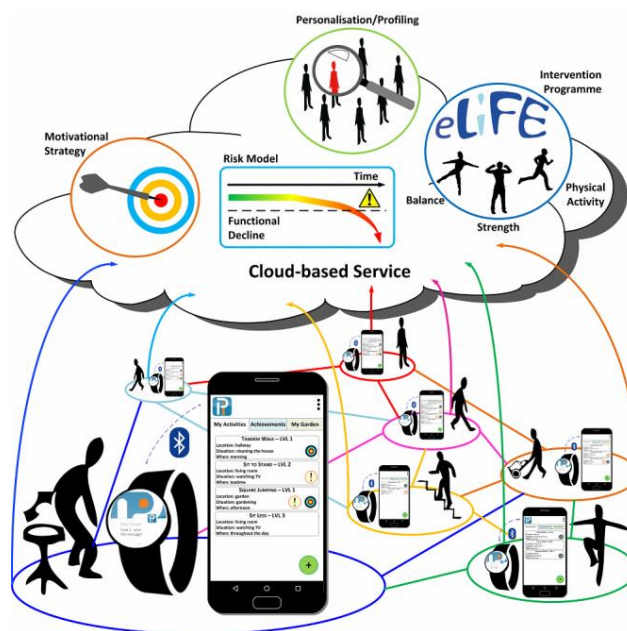 Personalisation/Profiling
Intervention
Programme
eLiFE
Motivational
Strategy
Risk Model
Time
Functional
Decline
Balance
Physical
Activity
Strength
Cloud-based Service
P
My Activities Achievements My Garden
Tandem Walk – LVL 1
Location: hallway
Situation: cleaning the house
When: morning
Sit to Stand – LVL 2
Location: living room
Situation: watching TV
When: teatime
Square Jumping – LVL 1
Location: garden
Situation: gardening
When: afternoon
Sit Less – LVL 3
Location: living room
Situation: watching TV
When: throughout the day
+
P